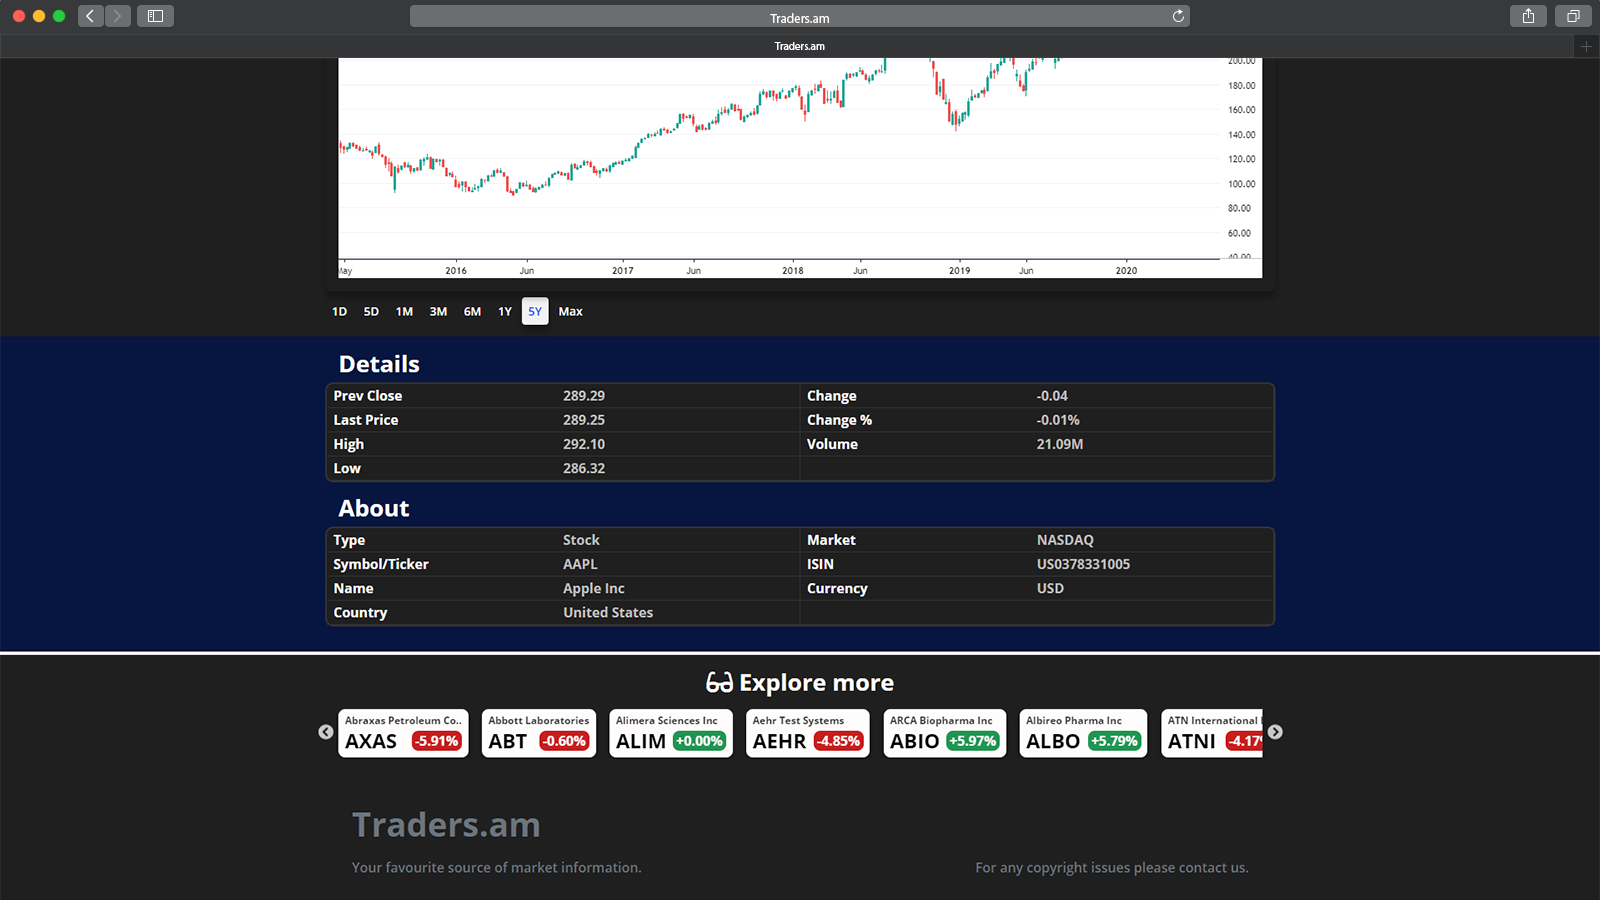 Traders.am
Traders.am
200.00
180.00
160.00
140.00
120.00
100.00
80.00
60.00
40.00
May 2016 Jun 2017 Jun 2018 Jun 2019 Jun 2020
1D 5D 1M 3M 6M 1Y 5Y Max
Details
Prev Close 289.29 Change -0.04
Last Price 289.25 Change % -0.01%
High 292.10 Volume 21.09M
Low 286.32
About
Type Stock Market NASDAQ
Symbol/Ticker AAPL ISIN US0378331005
Name Apple Inc Currency USD
Country United States
Explore more
Abraxas Petroleum Co.. Abbott Laboratories Alimera Sciences Inc Aehr Test Systems ARCA Biopharma Inc Albireo Pharma Inc ATN International
AXAS -5.91% ABT -0.60% ALIM +0.00% AEHR -4.85% ABIO +5.97% ALBO +5.79% ATNI -4.17%
Traders.am
Your favourite source of market information. For any copyright issues please contact us.